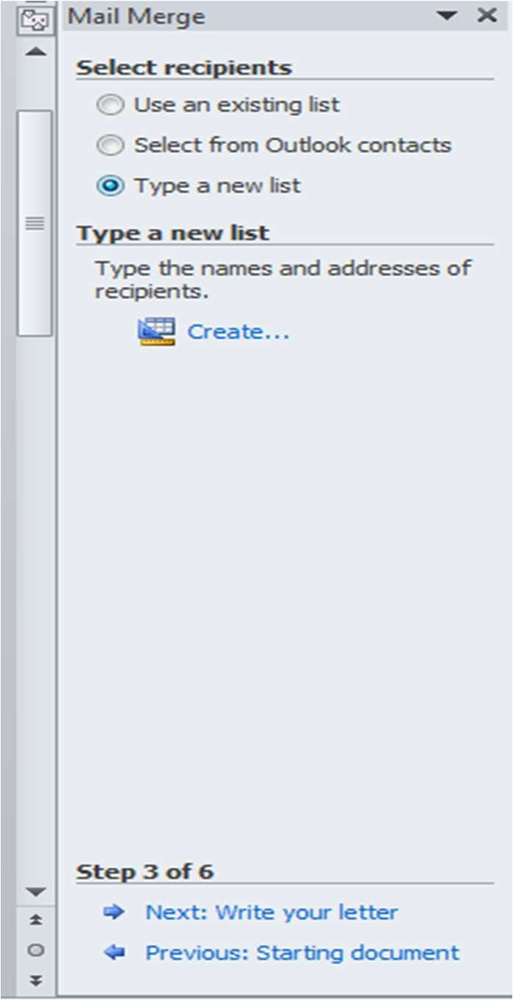 Mail Merge
Select recipients
Use an existing list
Select from Outlook contacts
Type a new list
Type a new list
Type the names and addresses of
recipients.
Create...
Step 3 of 6
Next: Write your letter
Previous: Starting document